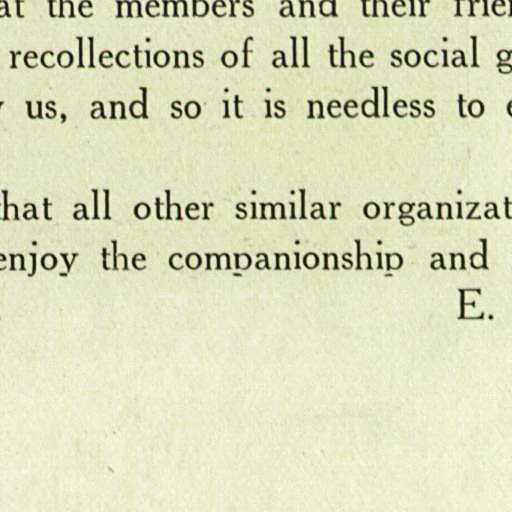 at the members and their frie
recollections of all the social g
us, and so it is needless to e
that all other similar organizat
enjoy the companionship and
E.